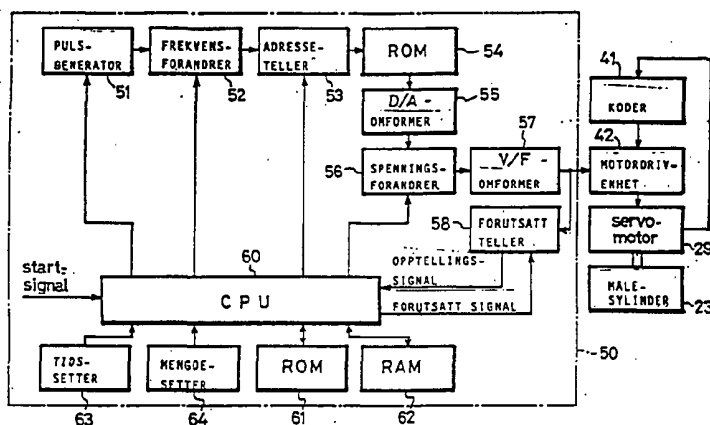 PULS-
GENERATOR
51
FREKVENS-
FORANDRER
52
ADRESSE-
TELLER
53
ROM
54
D/A -
OMFORMER
55
SPENNINGS-
FORANDRER
56
V/F -
OMFORMER
57
FORUTSATT
TELLER
58
41
KODER
42
MOTORDRIV-
ENHET
servo-
motor
29
MALE-
SYLINDER
23
OPPTELLINGS-
SIGNAL
FORUTSATT SIGNAL
start-
signal
60
CPU
50
TIDS-
SETTER
63
MENGDE-
SETTER
64
ROM
61
RAM
62